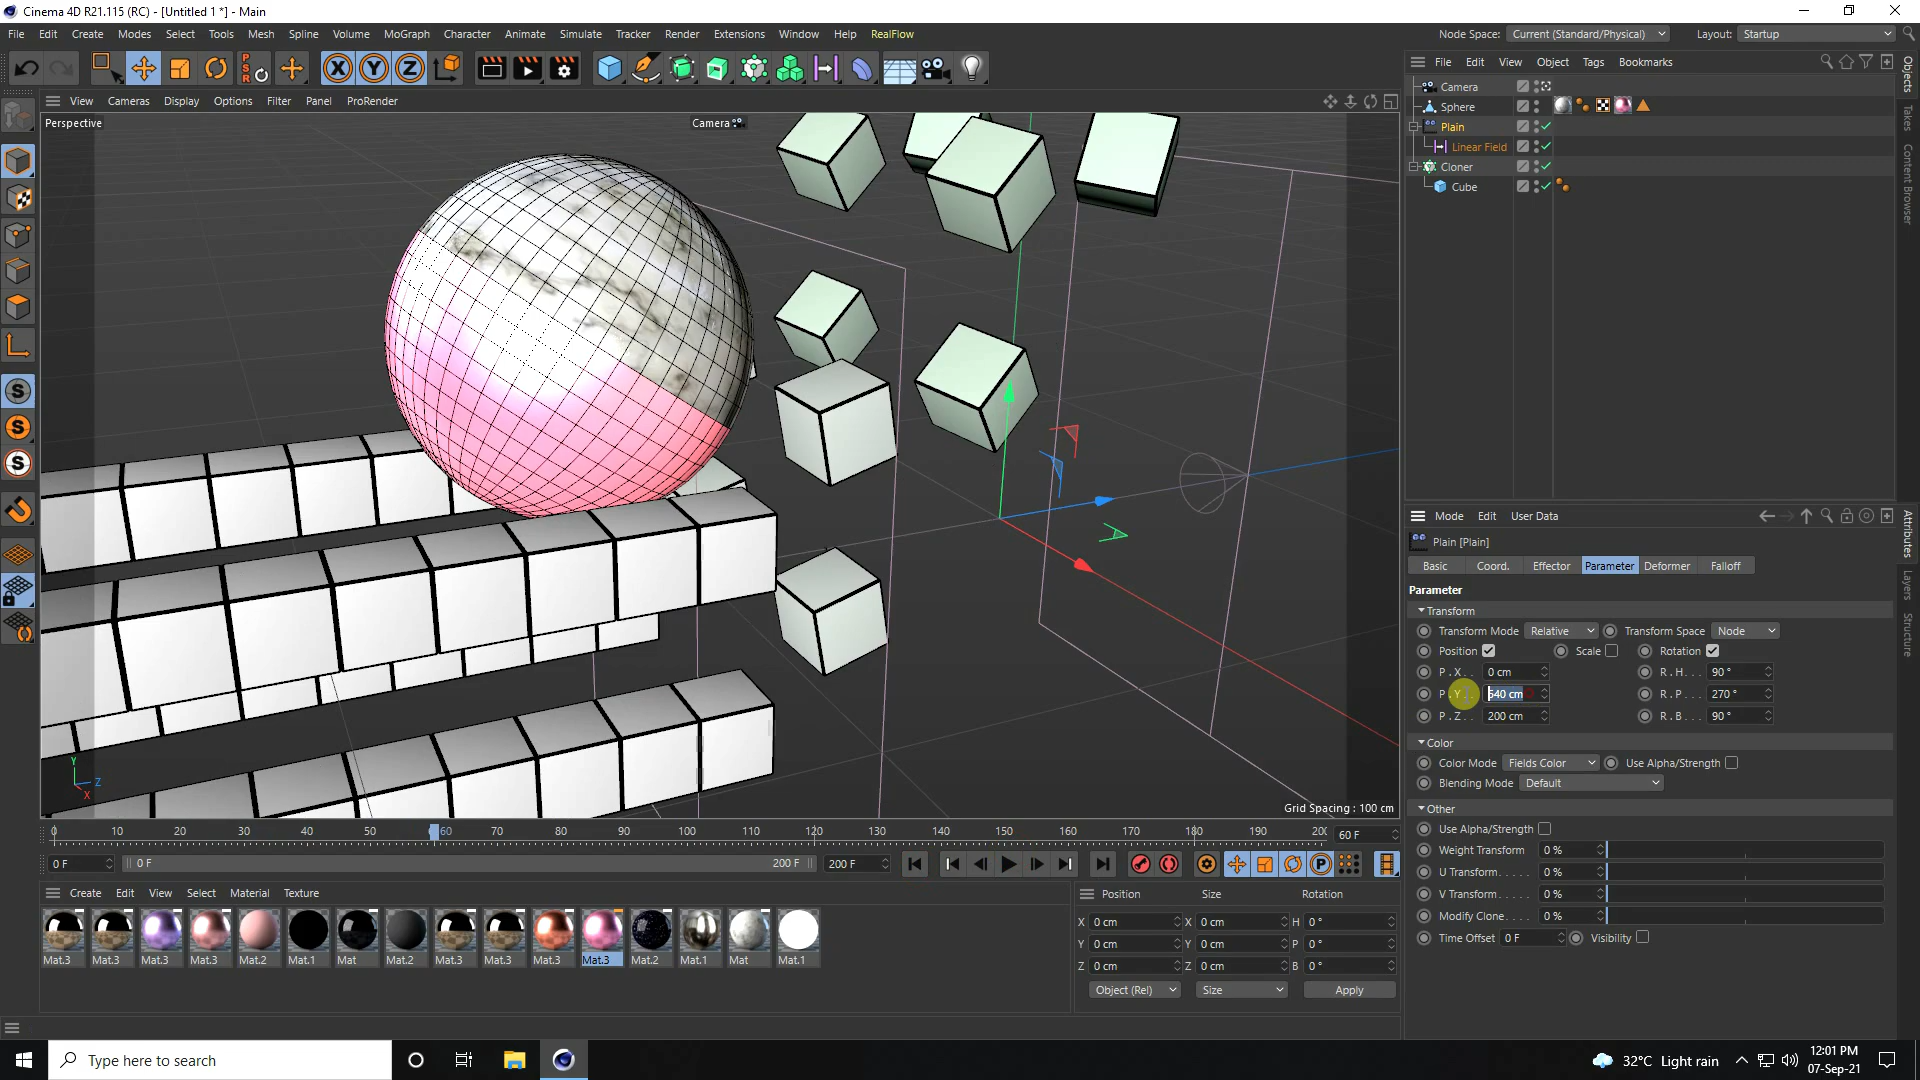 Cinema 4D R21.115 (RC) - [Untitled 1 *] - Main
File Edit Create Modes Select Tools Mesh Spline Volume MoGraph Character Animate Simulate Tracker Render Extensions Window Help RealFlow
Node Space: Current (Standard/Physical) Layout: Startup
PSR X Y Z
View Cameras Display Options Filter Panel ProRender
Perspective
Camera
Y
Z
X
Grid Spacing : 100 cm
File Edit View Object Tags Bookmarks
Camera
Sphere
Plain
Linear Field
Cloner
Cube
Objects
Takes
Content Browser
Mode Edit User Data
Plain [Plain]
Basic Coord. Effector Parameter Deformer Falloff
Parameter
Transform
Transform Mode Relative Transform Space Node
Position Scale Rotation
P . X . . 0 cm R . H . . . 90 °
P . Y . . 540 cm R . P . . . 270 °
P . Z . . 200 cm R . B . . . 90 °
Color
Color Mode Fields Color Use Alpha/Strength
Blending Mode Default
Other
Use Alpha/Strength
Weight Transform 0 %
U Transform . . . . . 0 %
V Transform . . . . . 0 %
Modify Clone . . . . 0 %
Time Offset 0 F Visibility
Attributes
Layers
Structure
0 10 20 30 40 50 60 70 80 90 100 110 120 130 140 150 160 170 180 190 200 60 F
0 F 0 F 200 F 200 F
Create Edit View Select Material Texture
Mat.3 Mat.3 Mat.3 Mat.3 Mat.2 Mat.1 Mat Mat.2 Mat.3 Mat.3 Mat.3 Mat.3 Mat.2 Mat.1 Mat Mat.1
Position Size Rotation
X 0 cm X 0 cm H 0 °
Y 0 cm Y 0 cm P 0 °
Z 0 cm Z 0 cm B 0 °
Object (Rel) Size Apply
Type here to search
32°C Light rain
12:01 PM
07-Sep-21